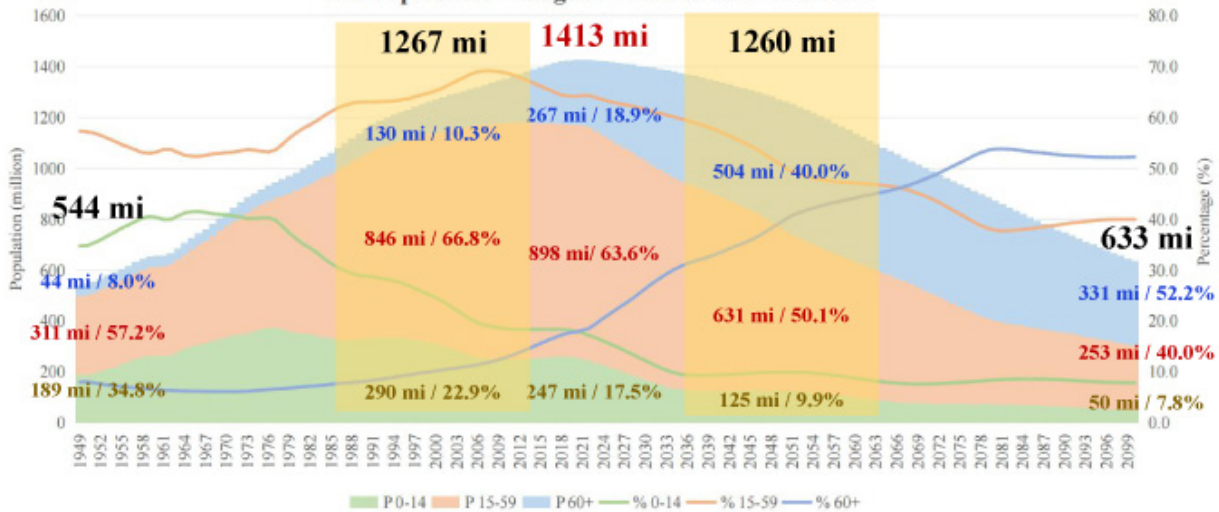 1600
1400
1200
1000
800
600
400
200
0
Population (million)
80.0
70.0
60.0
50.0
40.0
30.0
20.0
10.0
0.0
Percentage (%)
1267 mi
1413 mi
1260 mi
544 mi
633 mi
130 mi / 10.3%
267 mi / 18.9%
504 mi / 40.0%
44 mi / 8.0%
331 mi / 52.2%
846 mi / 66.8%
898 mi/ 63.6%
631 mi / 50.1%
311 mi / 57.2%
253 mi / 40.0%
189 mi / 34.8%
290 mi / 22.9%
247 mi / 17.5%
125 mi / 9.9%
50 mi / 7.8%
1949 1952 1955 1958 1961 1964 1967 1970 1973 1976 1979 1982 1985 1988 1991 1994 1997 2000 2003 2006 2009 2012 2015 2018 2021 2024 2027 2030 2033 2036 2039 2042 2045 2048 2051 2054 2057 2060 2063 2066 2069 2072 2075 2078 2081 2084 2087 2090 2093 2096 2099
P 0-14 P 15-59 P 60+ % 0-14 % 15-59 % 60+